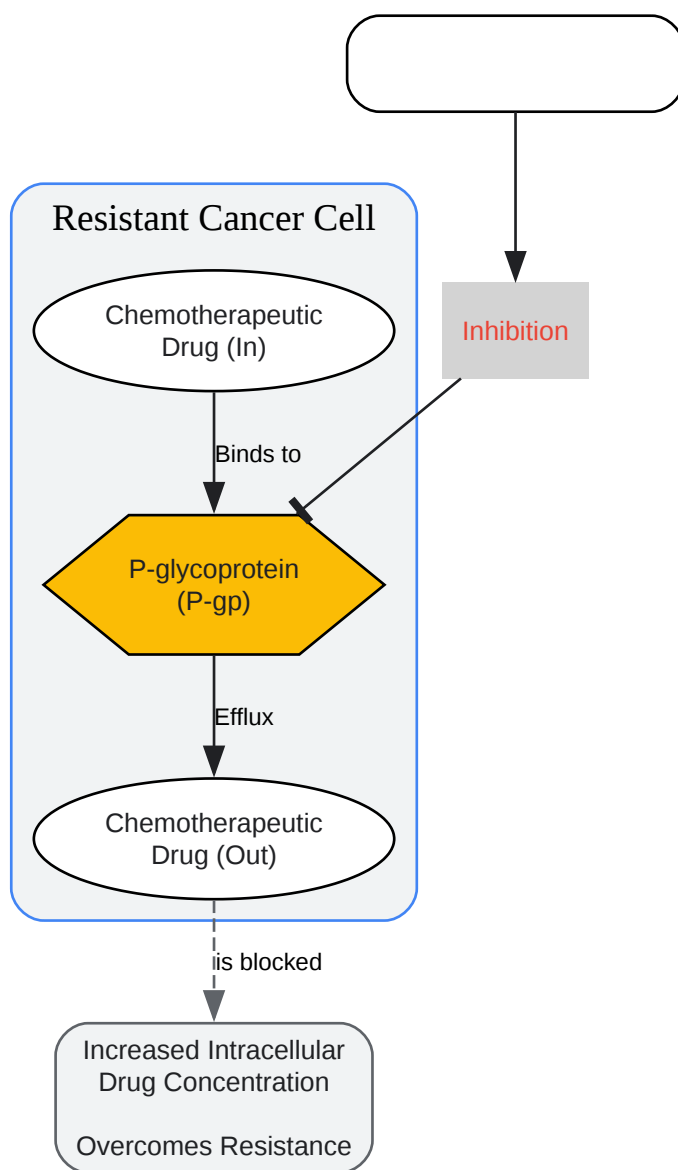 Resistant Cancer Cell
Chemotherapeutic
Drug (In)
Inhibition
Binds to
P-glycoprotein
(P-gp)
Efflux
Chemotherapeutic
Drug (Out)
is blocked
Increased Intracellular
Drug Concentration
Overcomes Resistance